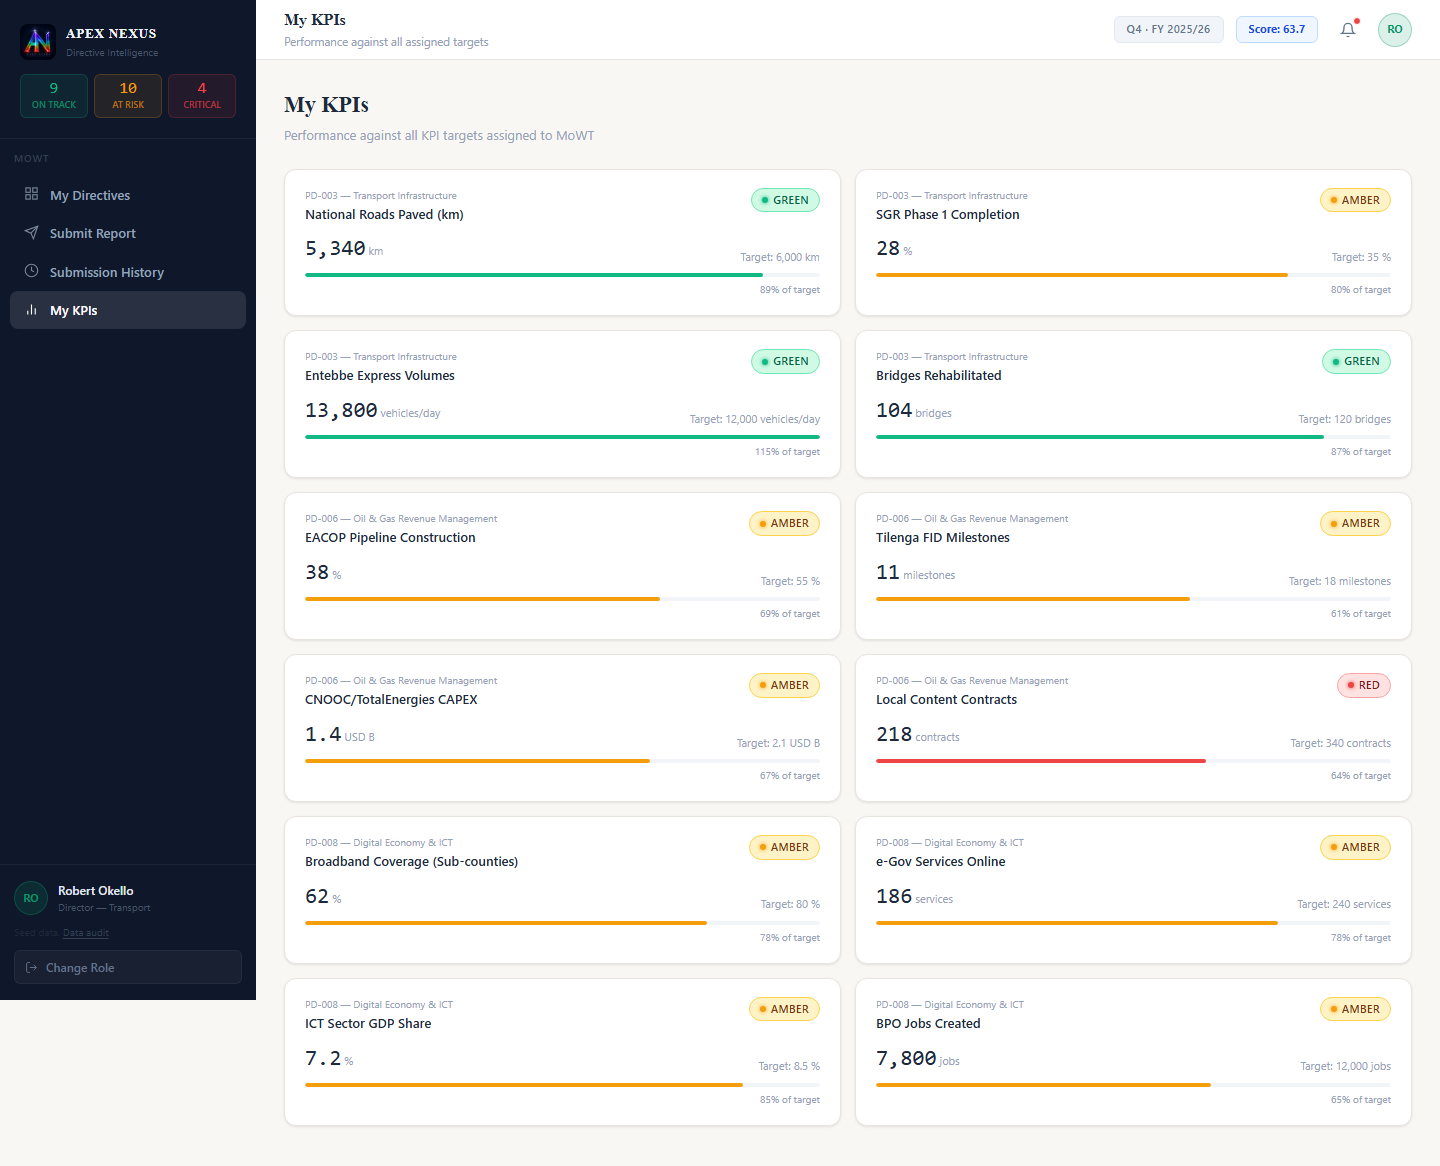 APEX NEXUS
Directive Intelligence
9
ON TRACK
10
AT RISK
4
CRITICAL
MOWT
My Directives
Submit Report
Submission History
My KPIs
Robert Okello
RO
Director — Transport
Seed data Data audit
Change Role
My KPIs
Performance against all assigned targets
Q4 · FY 2025/26
Score: 63.7
RO
My KPIs
Performance against all KPI targets assigned to MoWT
PD-003 — Transport Infrastructure
National Roads Paved (km)
GREEN
5,340 km
Target: 6,000 km
89% of target
PD-003 — Transport Infrastructure
SGR Phase 1 Completion
AMBER
28 %
Target: 35 %
80% of target
PD-003 — Transport Infrastructure
Entebbe Express Volumes
GREEN
13,800 vehicles/day
Target: 12,000 vehicles/day
115% of target
PD-003 — Transport Infrastructure
Bridges Rehabilitated
GREEN
104 bridges
Target: 120 bridges
87% of target
PD-006 — Oil & Gas Revenue Management
EACOP Pipeline Construction
AMBER
38 %
Target: 55 %
69% of target
PD-006 — Oil & Gas Revenue Management
Tilenga FID Milestones
AMBER
11 milestones
Target: 18 milestones
61% of target
PD-006 — Oil & Gas Revenue Management
CNOOC/TotalEnergies CAPEX
AMBER
1.4 USD B
Target: 2.1 USD B
67% of target
PD-006 — Oil & Gas Revenue Management
Local Content Contracts
RED
218 contracts
Target: 340 contracts
64% of target
PD-008 — Digital Economy & ICT
Broadband Coverage (Sub-counties)
AMBER
62 %
Target: 80 %
78% of target
PD-008 — Digital Economy & ICT
e-Gov Services Online
AMBER
186 services
Target: 240 services
78% of target
PD-008 — Digital Economy & ICT
ICT Sector GDP Share
AMBER
7.2 %
Target: 8.5 %
85% of target
PD-008 — Digital Economy & ICT
BPO Jobs Created
AMBER
7,800 jobs
Target: 12,000 jobs
65% of target